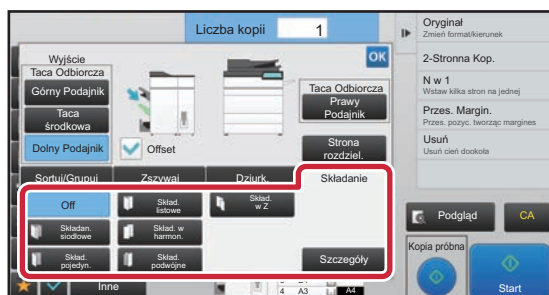 Liczba kopii 1
Wyjście
OK
Taca Odbiorcza
Górny Podajnik
Taca
środkowa
Dolny Podajnik
Offset
Taca Odbiorcza
Prawy
Podajnik
Strona
rozdziel.
Sortuj/Grupuj
Zszywaj
Dziurk.
Składanie
Off
Skład.
listowe
Skład.
w Z
Składan.
siodłowe
Skład. w
harmon.
Skład.
pojedyn.
Skład.
podwójne
Szczegóły
Inne
4 A3
A4
Oryginał
Zmień format/kierunek
2-Stronna Kop.
N w 1
Wstaw kilka stron na jednej
Przes. Margin.
Przes. pozyc. tworząc margines
Usuń
Usuń cień dookoła
Podgląd
CA
Kopia próbna
Start